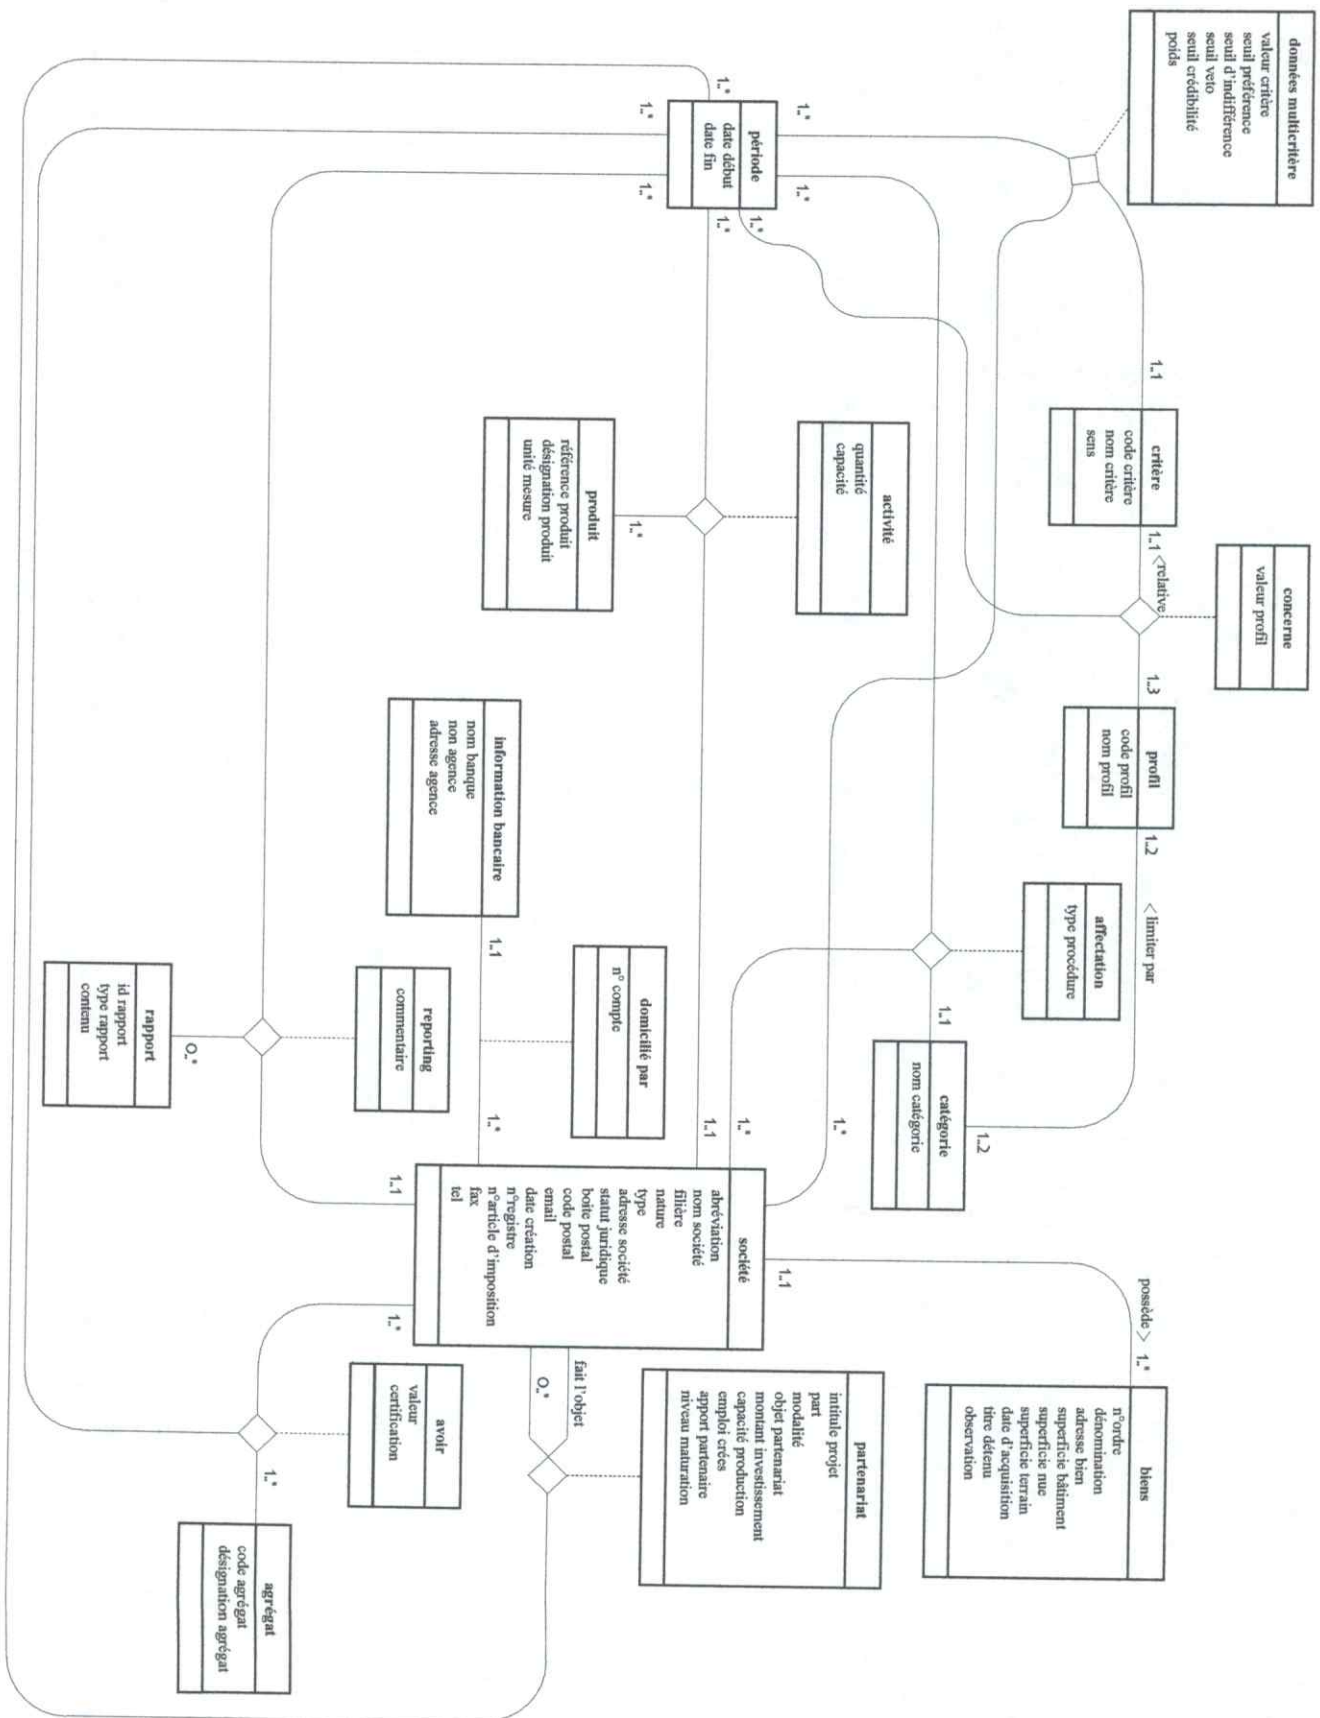 données multicritère
valeur critère
seuil préférence
seuil d'indifférence
seuil veto
seuil crédibilité
poids
1..1
critère
code critère
nom critère
sens
1..1
<relative
concerne
valeur profil
1..3
profil
code profil
nom profil
1..2
<limiter par
affectation
type procédure
1..1
catégorie
nom catégorie
1..2
possède>
1..*
biens
n°ordre
dénomination
adresse bien
superficie bâtiment
superficie nue
superficie terrain
date d'acquisition
titre détenu
observation
1..*
1..*
1..*
1..*
1..*
1..*
1..*
période
date début
date fin
activité
quantité
capacité
produit
référence produit
désignation produit
unité mesure
1..*
information bancaire
nom banque
non agence
adresse agence
1..1
domicilié par
n° compte
1..*
reporting
commentaire
rapport
id rapport
type rapport
contenu
0..*
1..*
1..*
1..1
1..1
1..1
1..*
société
abréviation
nom société
filière
nature
type
adresse société
statut juridique
boite postal
code postal
email
date création
n°registre
n°article d'imposition
fax
tel
fait l'objet
0..*
partenariat
intitule projet
part
modalité
objet partenariat
montant investissement
capacité production
emploi crées
apport partenaire
niveau maturation
avoir
valeur
certification
1..*
agrégat
code agrégat
désignation agrégat